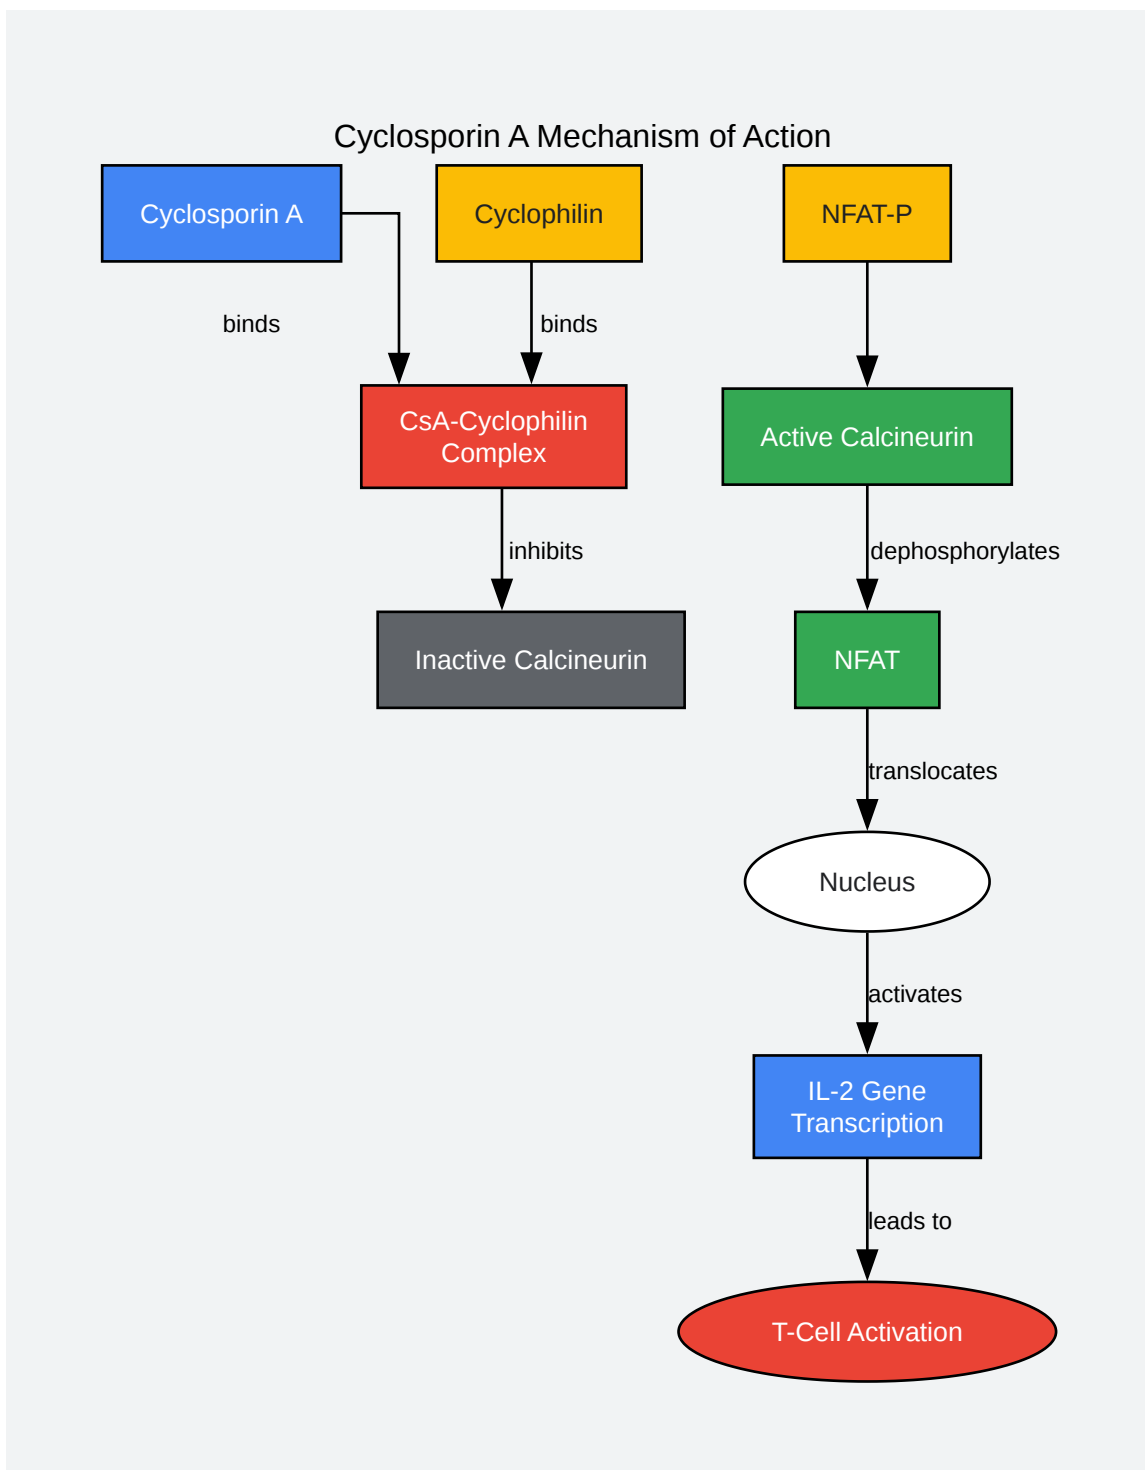 Cyclosporin A Mechanism of Action
Cyclosporin A
Cyclophilin
NFAT-P
binds
binds
CsA-Cyclophilin
Complex
Active Calcineurin
inhibits
dephosphorylates
Inactive Calcineurin
NFAT
translocates
Nucleus
activates
IL-2 Gene
Transcription
leads to
T-Cell Activation